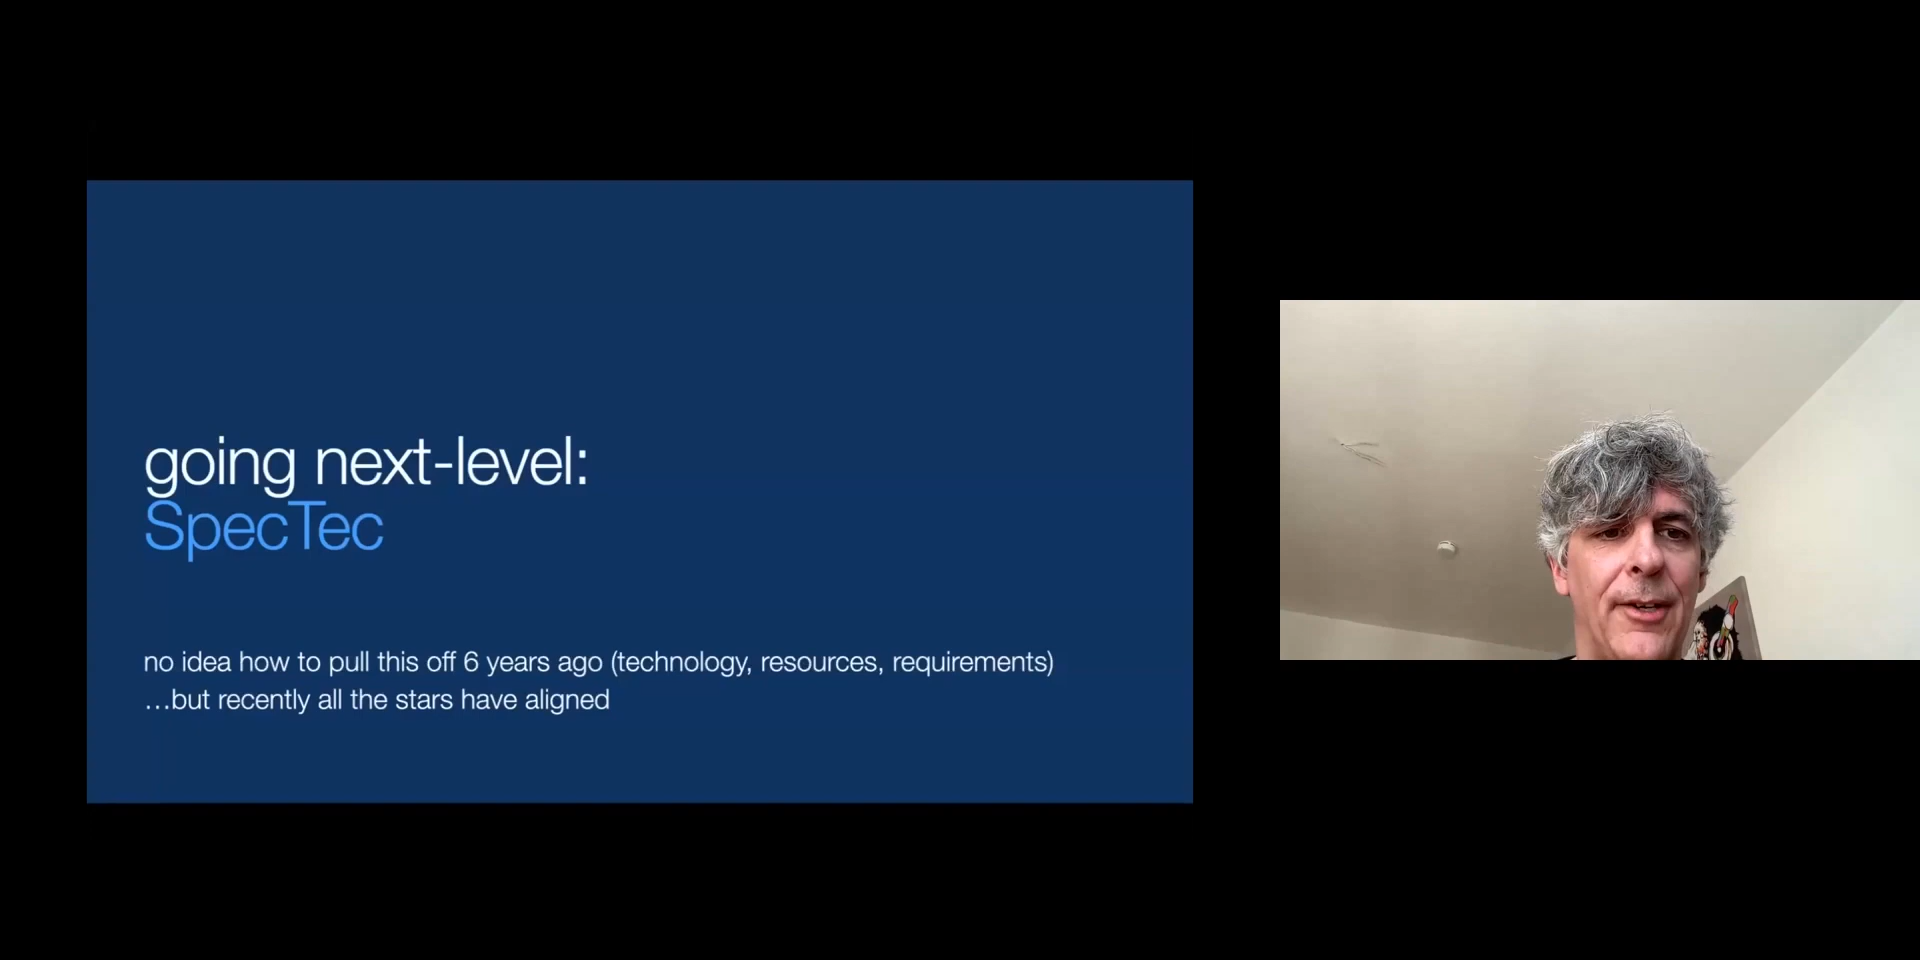 going next-level:
SpecTec
no idea how to pull this off 6 years ago (technology, resources, requirements)
…but recently all the stars have aligned